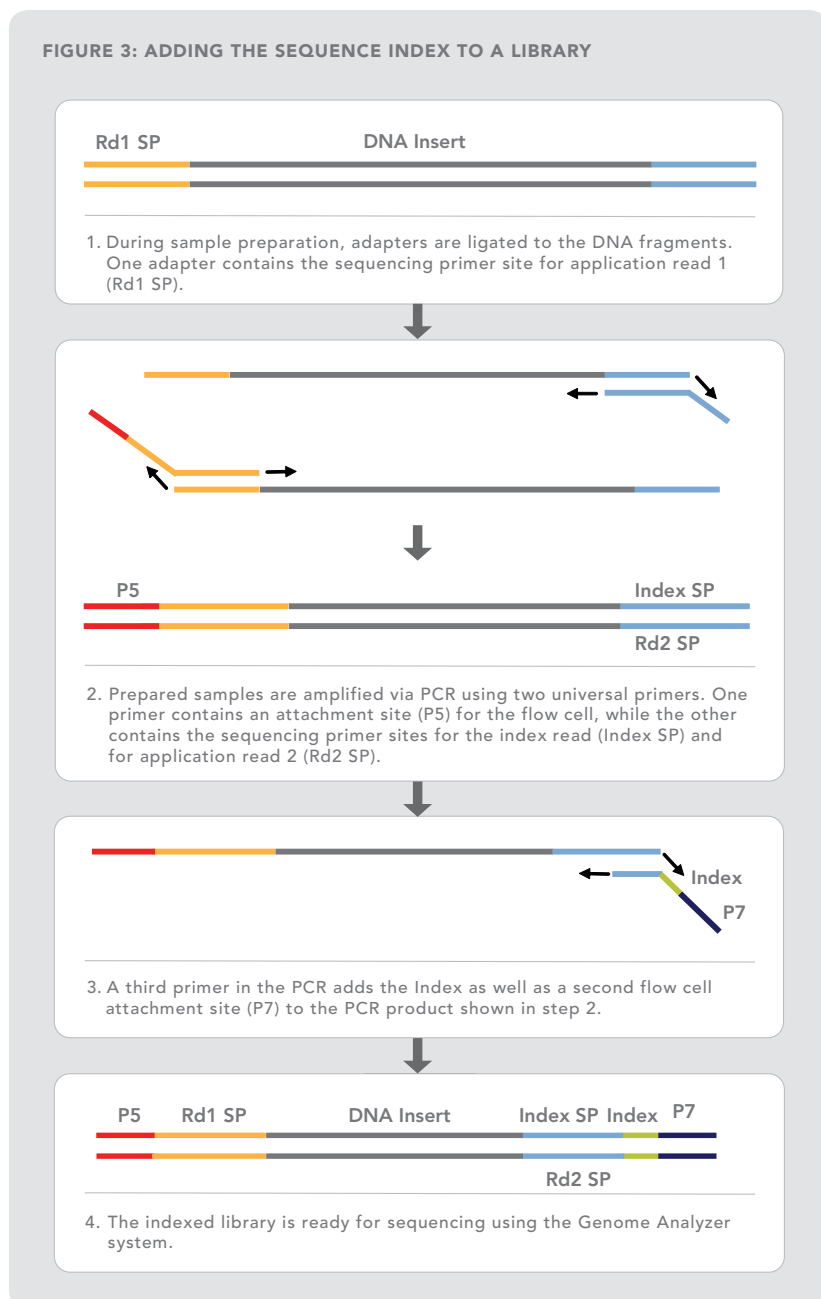 FIGURE 3: ADDING THE SEQUENCE INDEX TO A LIBRARY
Rd1 SP DNA Insert
1. During sample preparation, adapters are ligated to the DNA fragments.
One adapter contains the sequencing primer site for application read 1
(Rd1 SP).
P5 Index SP
Rd2 SP
2. Prepared samples are amplified via PCR using two universal primers. One
primer contains an attachment site (P5) for the flow cell, while the other
contains the sequencing primer sites for the index read (Index SP) and
for application read 2 (Rd2 SP).
Index
P7
3. A third primer in the PCR adds the Index as well as a second flow cell
attachment site (P7) to the PCR product shown in step 2.
P5 Rd1 SP DNA Insert Index SP Index P7
Rd2 SP
4. The indexed library is ready for sequencing using the Genome Analyzer
system.